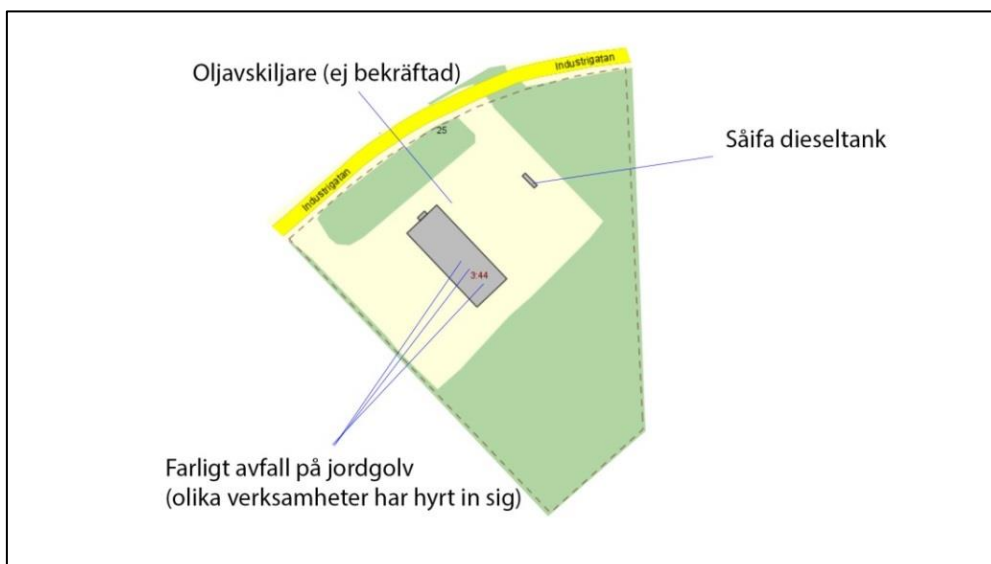 Industrigatan
Oljavskiljare (ej bekräftad)
25
Industrigatan
Såifa dieseltank
3:44
Farligt avfall på jordgolv
(olika verksamheter har hyrt in sig)